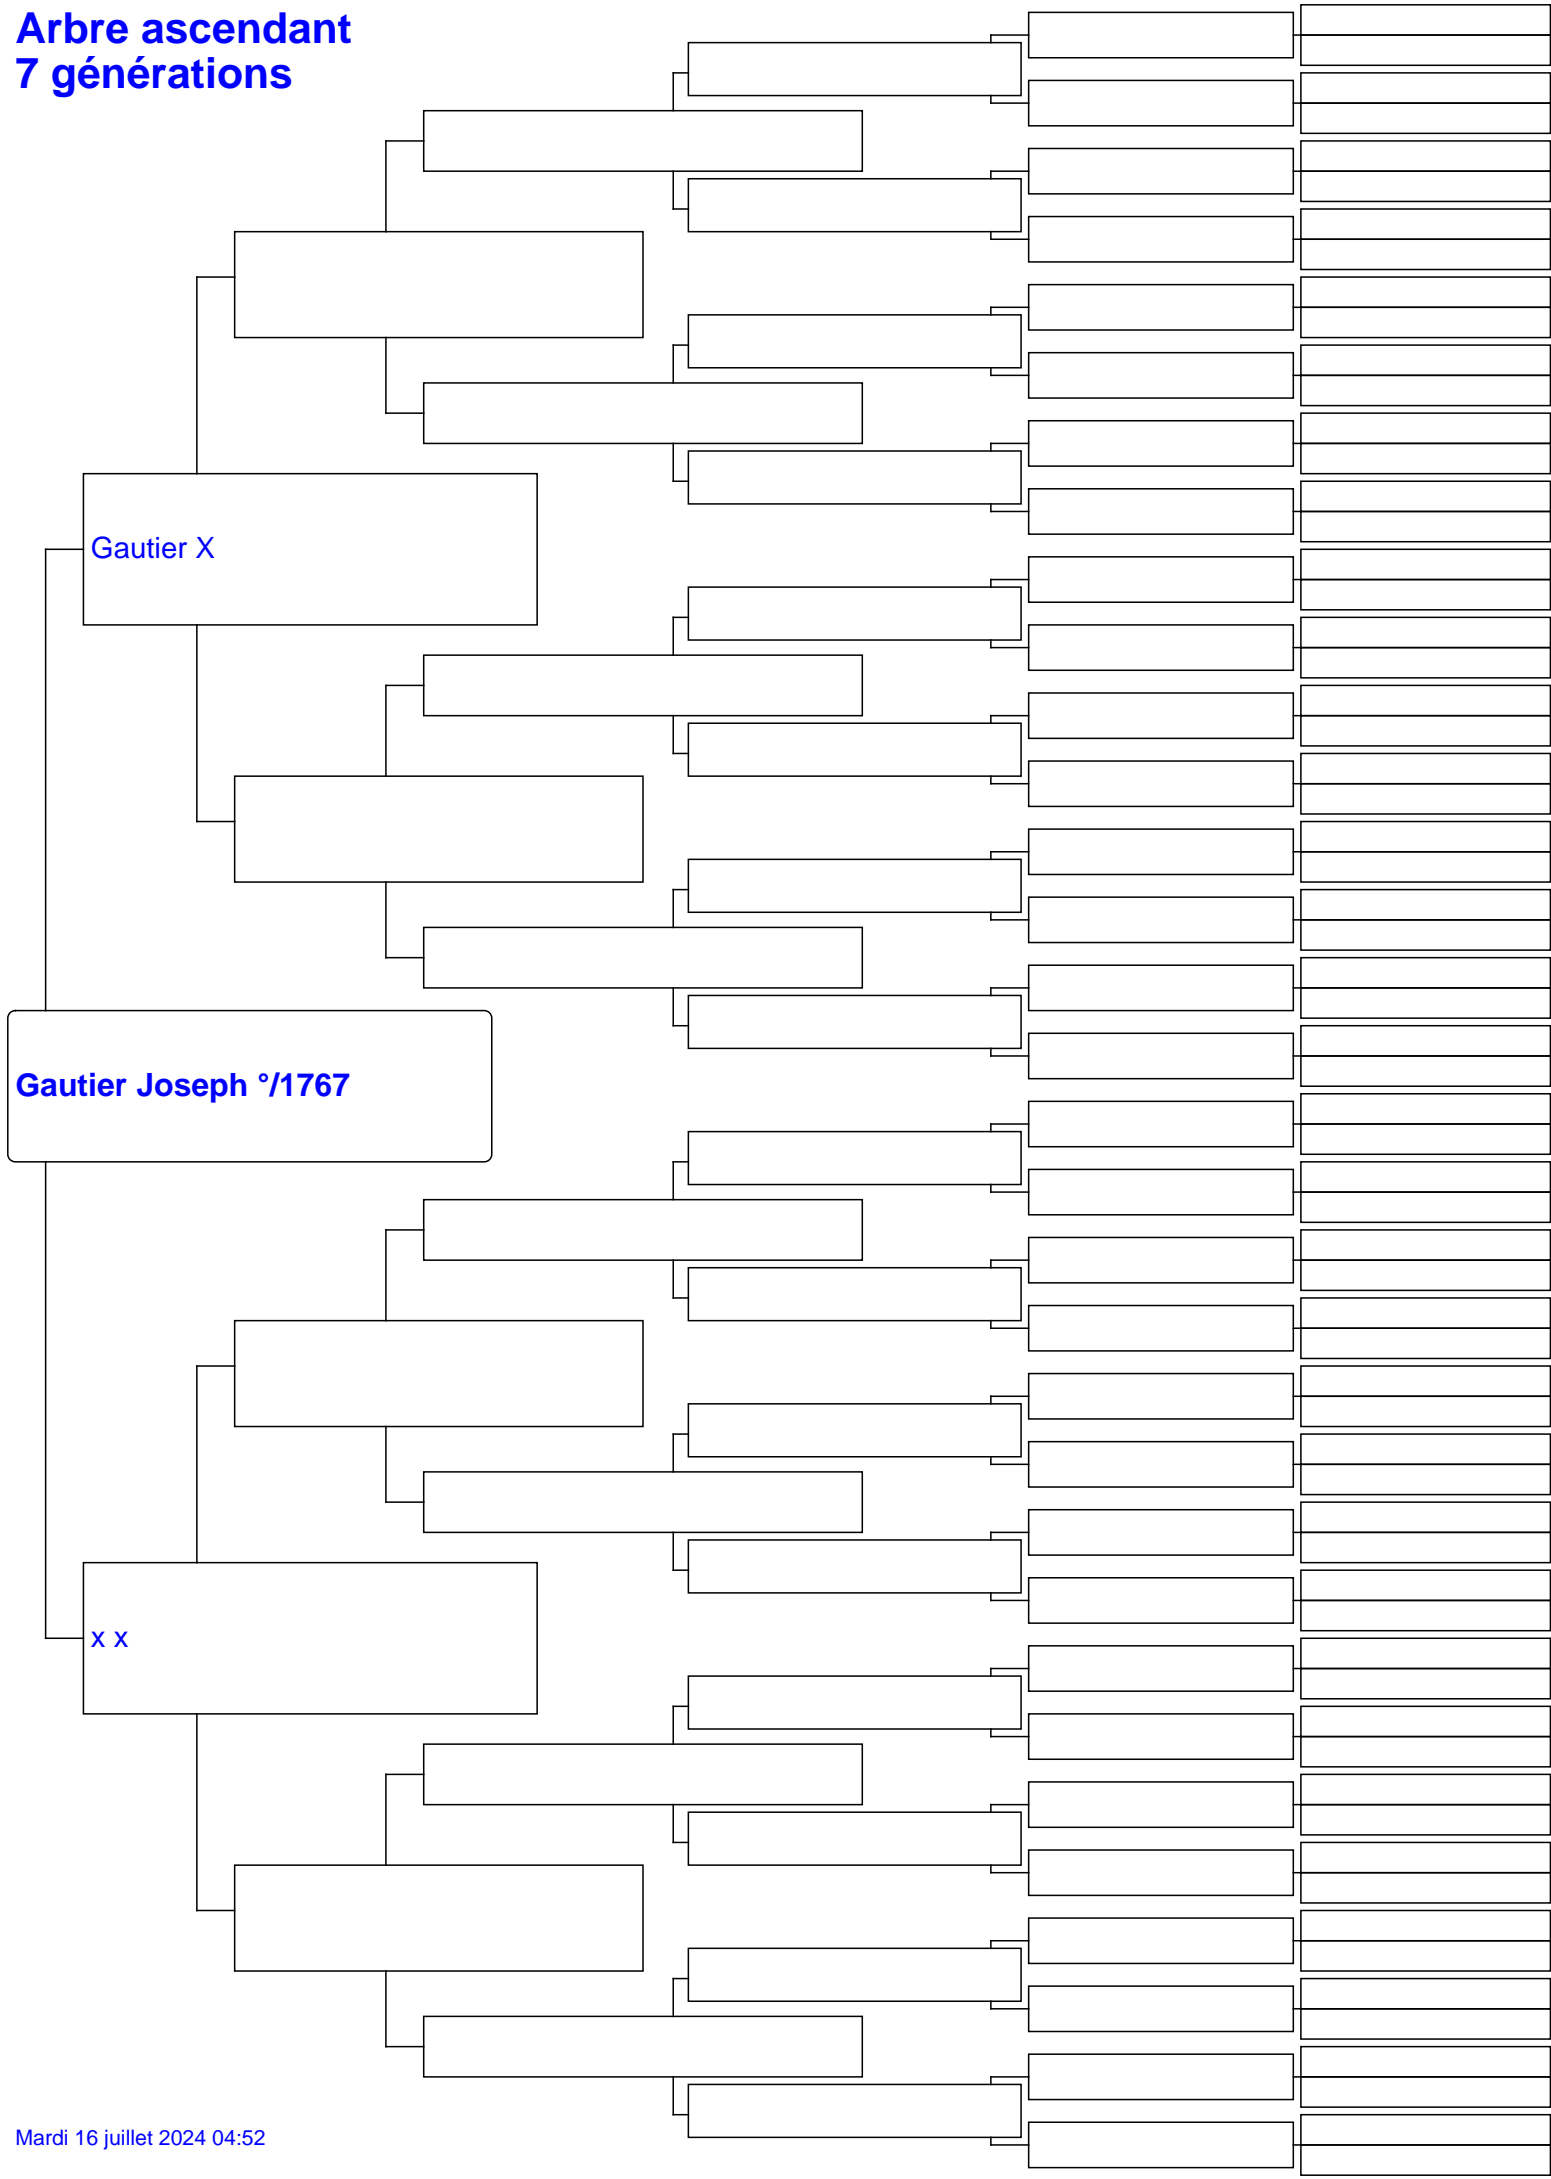 Arbre ascendant
7 générations
Gautier X
Gautier Joseph °/1767
x x
Mardi 16 juillet 2024 04:52